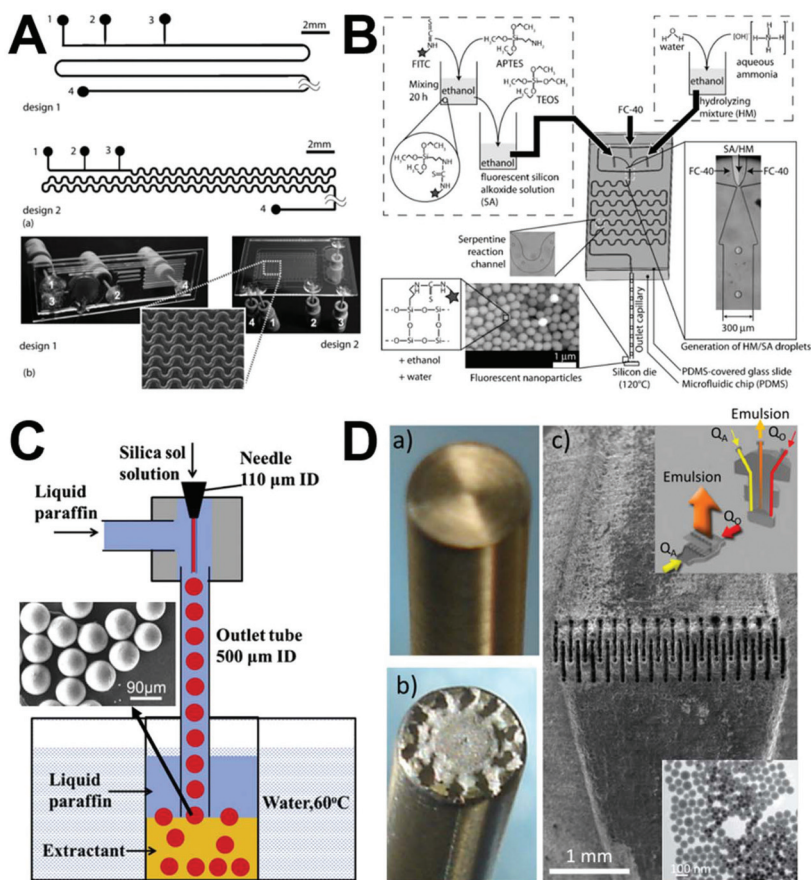 A
1
2
3
2mm
4
design 1
1
2
3
2mm
4
design 2
(a)
1
3
2
4
4
1
2
3
design 1
design 2
(b)
B
FITC
APTES
Mixing
20 h
ethanol
TEOS
ethanol
fluorescent silicon
alkoxide solution
(SA)
FC-40
water
aqueous
ammonia
ethanol
hydrolyzing
mixture (HM)
SA/HM
FC-40
FC-40
Serpentine
reaction
channel
300 µm
Generation of HM/SA droplets
+ ethanol
+ water
1 µm
Fluorescent nanoparticles
Outlet capillary
Silicon die
(120°C)
PDMS-covered glass slide
Microfluidic chip (PDMS)
C
Silica sol
solution
Needle
110 µm ID
Liquid
paraffin
Outlet tube
500 µm ID
90µm
Liquid
paraffin
Water,60°C
Extractant
D
a)
b)
c)
Emulsion
QA
QO
Emulsion
QO
QA
1 mm
100 nm